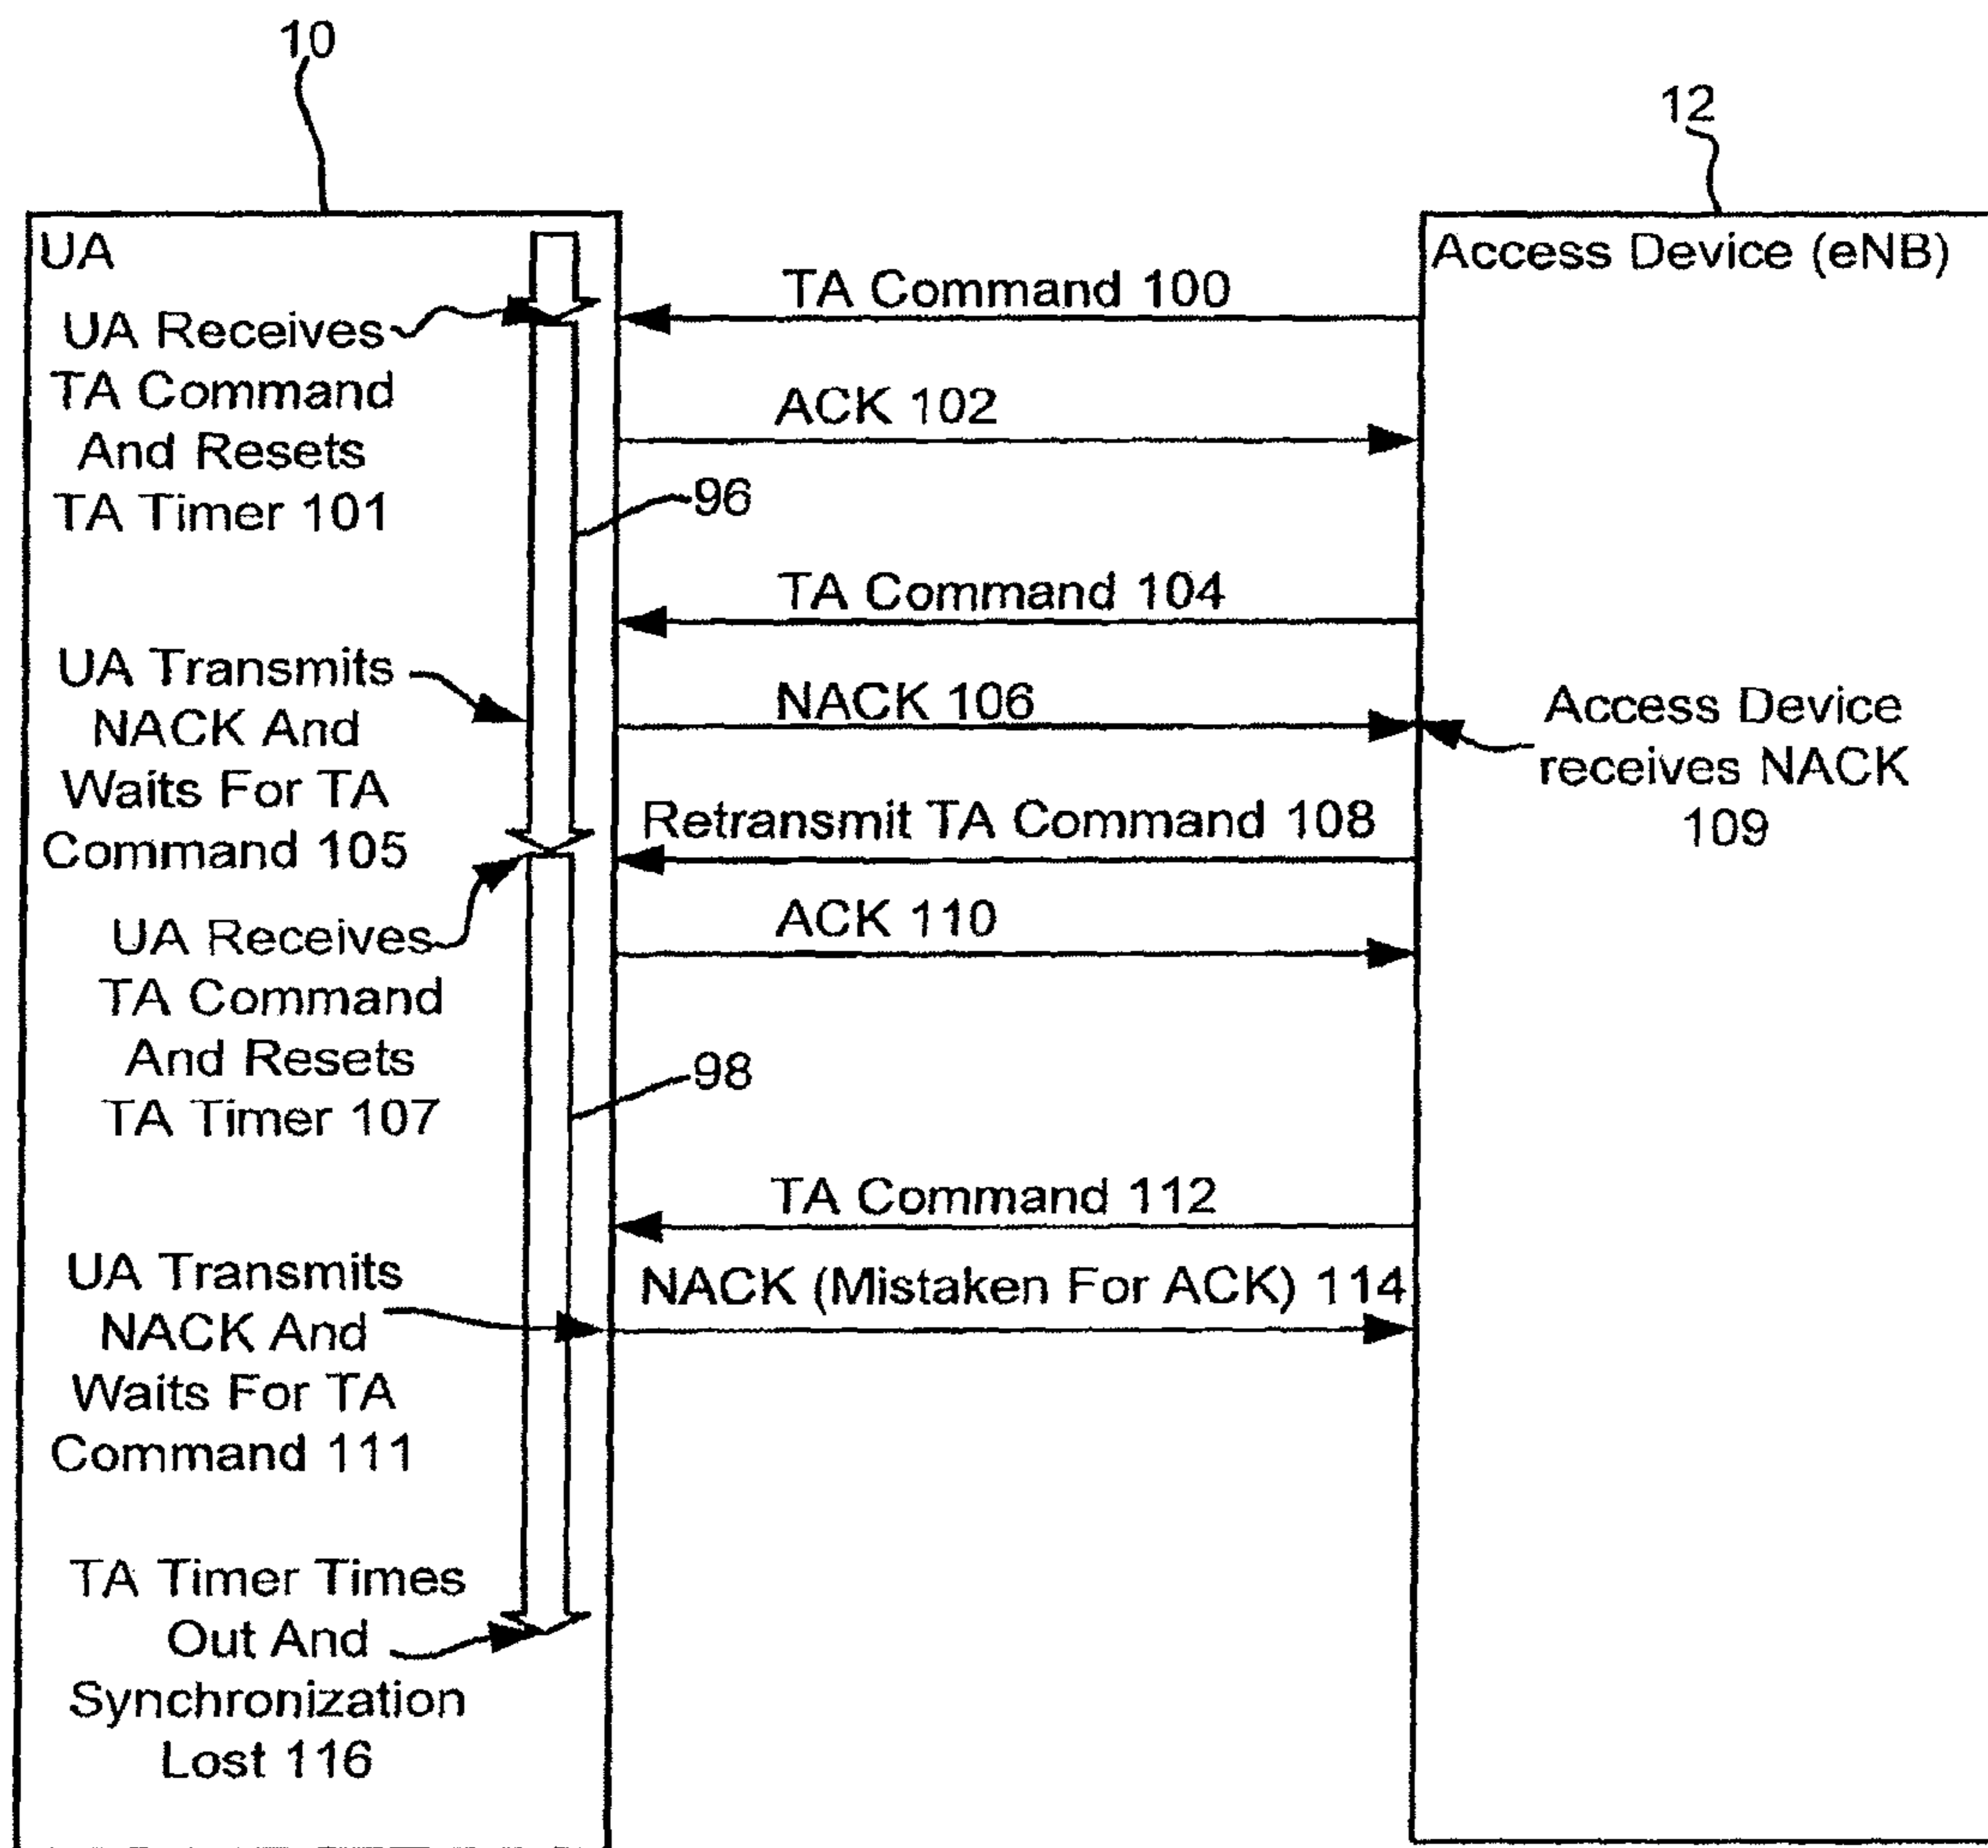 10
12
UA
Access Device (eNB)
TA Command 100
UA Receives
TA Command
And Resets
TA Timer 101
ACK 102
96
TA Command 104
UA Transmits
NACK And
Waits For TA
Command 105
NACK 106
Access Device
receives NACK
109
Retransmit TA Command 108
UA Receives
TA Command
And Resets
TA Timer 107
ACK 110
98
TA Command 112
UA Transmits
NACK And
Waits For TA
Command 111
NACK (Mistaken For ACK) 114
TA Timer Times
Out And
Synchronization
Lost 116